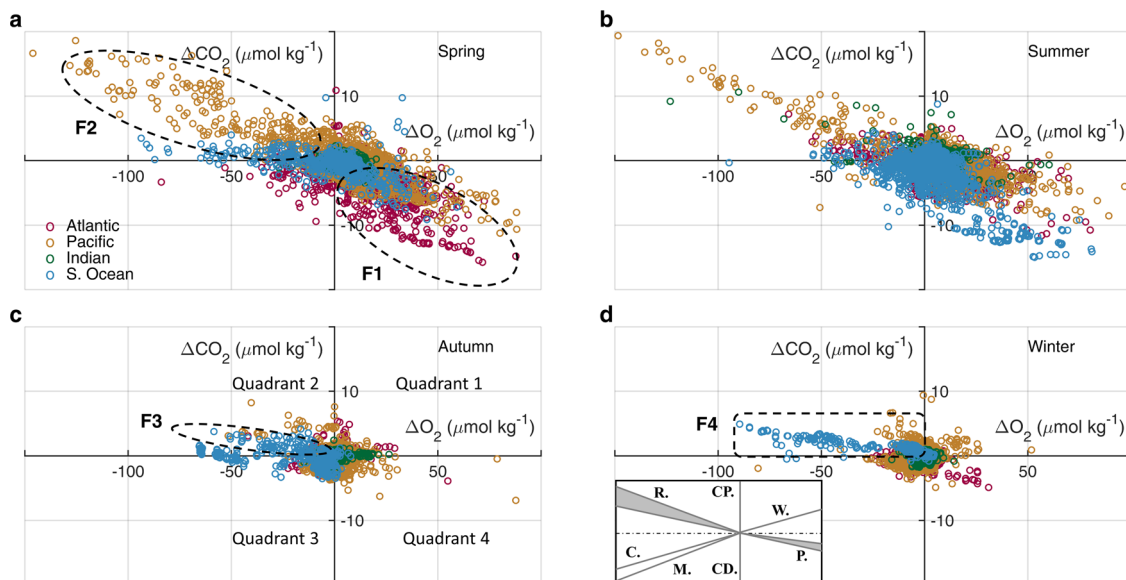 a
ΔCO2 (μmol kg-1)
Spring
10
ΔO2 (μmol kg-1)
F2
-100
-50
50
-10
Atlantic
Pacific
Indian
S. Ocean
F1
b
ΔCO2 (μmol kg-1)
Summer
10
ΔO2 (μmol kg-1)
-100
-50
50
-10
c
ΔCO2 (μmol kg-1)
Autumn
Quadrant 2
10
Quadrant 1
F3
ΔO2 (μmol kg-1)
-100
-50
50
-10
Quadrant 3
Quadrant 4
d
ΔCO2 (μmol kg-1)
Winter
10
F4
ΔO2 (μmol kg-1)
-100
-50
50
-10
R.
CP.
W.
C.
M.
CD.
P.